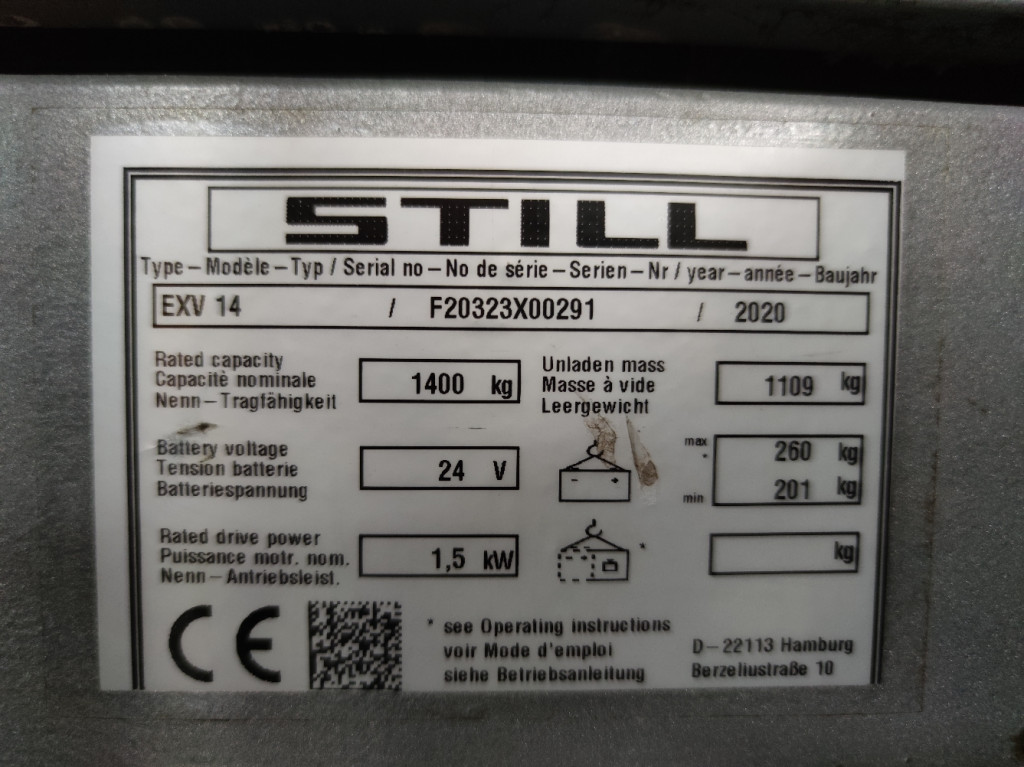 STILL
Type – Modèle – Typ / Serial no – No de série – Serien – Nr / year – année – Baujahr
EXV 14 / F20323X00291 / 2020
Rated capacity
Capacitè nominale
Nenn – Tragfähigkeit
1400 kg
Unladen mass
Masse à vide
Leergewicht
1109 kg
Battery voltage
Tension batterie
Batteriespannung
24 V
- +
max * 260 kg
min 201 kg
Rated drive power
Puissance motr. nom.
Nenn – Antriebsleist.
1,5 kW
*
kg
CE
* see Operating instructions
voir Mode d'emploi
siehe Betriebsanleitung
D – 22113 Hamburg
Berzeliustraße 10